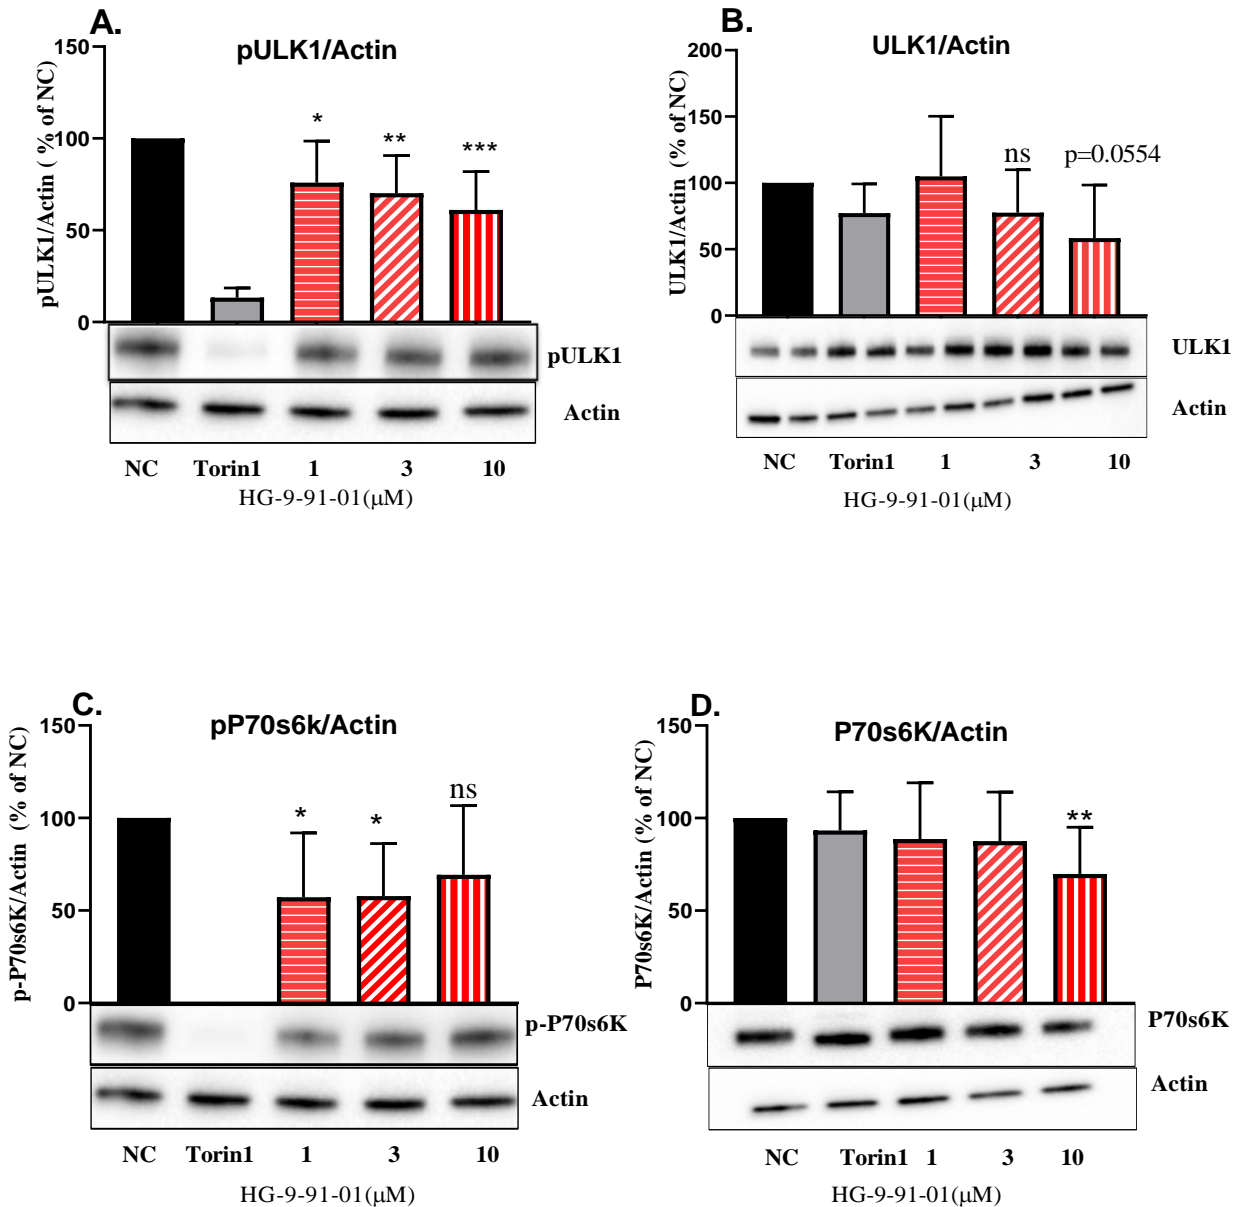 A.
pULK1/Actin
pULK1/Actin ( % of NC)
150
100
50
0
*
**
***
pULK1
Actin
NC Torin1 1 3 10
HG-9-91-01(μM)
B.
ULK1/Actin
ULK1/Actin (% of NC)
200
150
100
50
0
ns
p=0.0554
ULK1
Actin
NC Torin1 1 3 10
HG-9-91-01(μM)
C.
pP70s6k/Actin
p-P70s6K/Actin (% of NC)
150
100
50
0
*
*
ns
p-P70s6K
Actin
NC Torin1 1 3 10
HG-9-91-01(μM)
D.
P70s6K/Actin
P70s6K/Actin (% of NC)
150
100
50
0
**
P70s6K
Actin
NC Torin1 1 3 10
HG-9-91-01(μM)